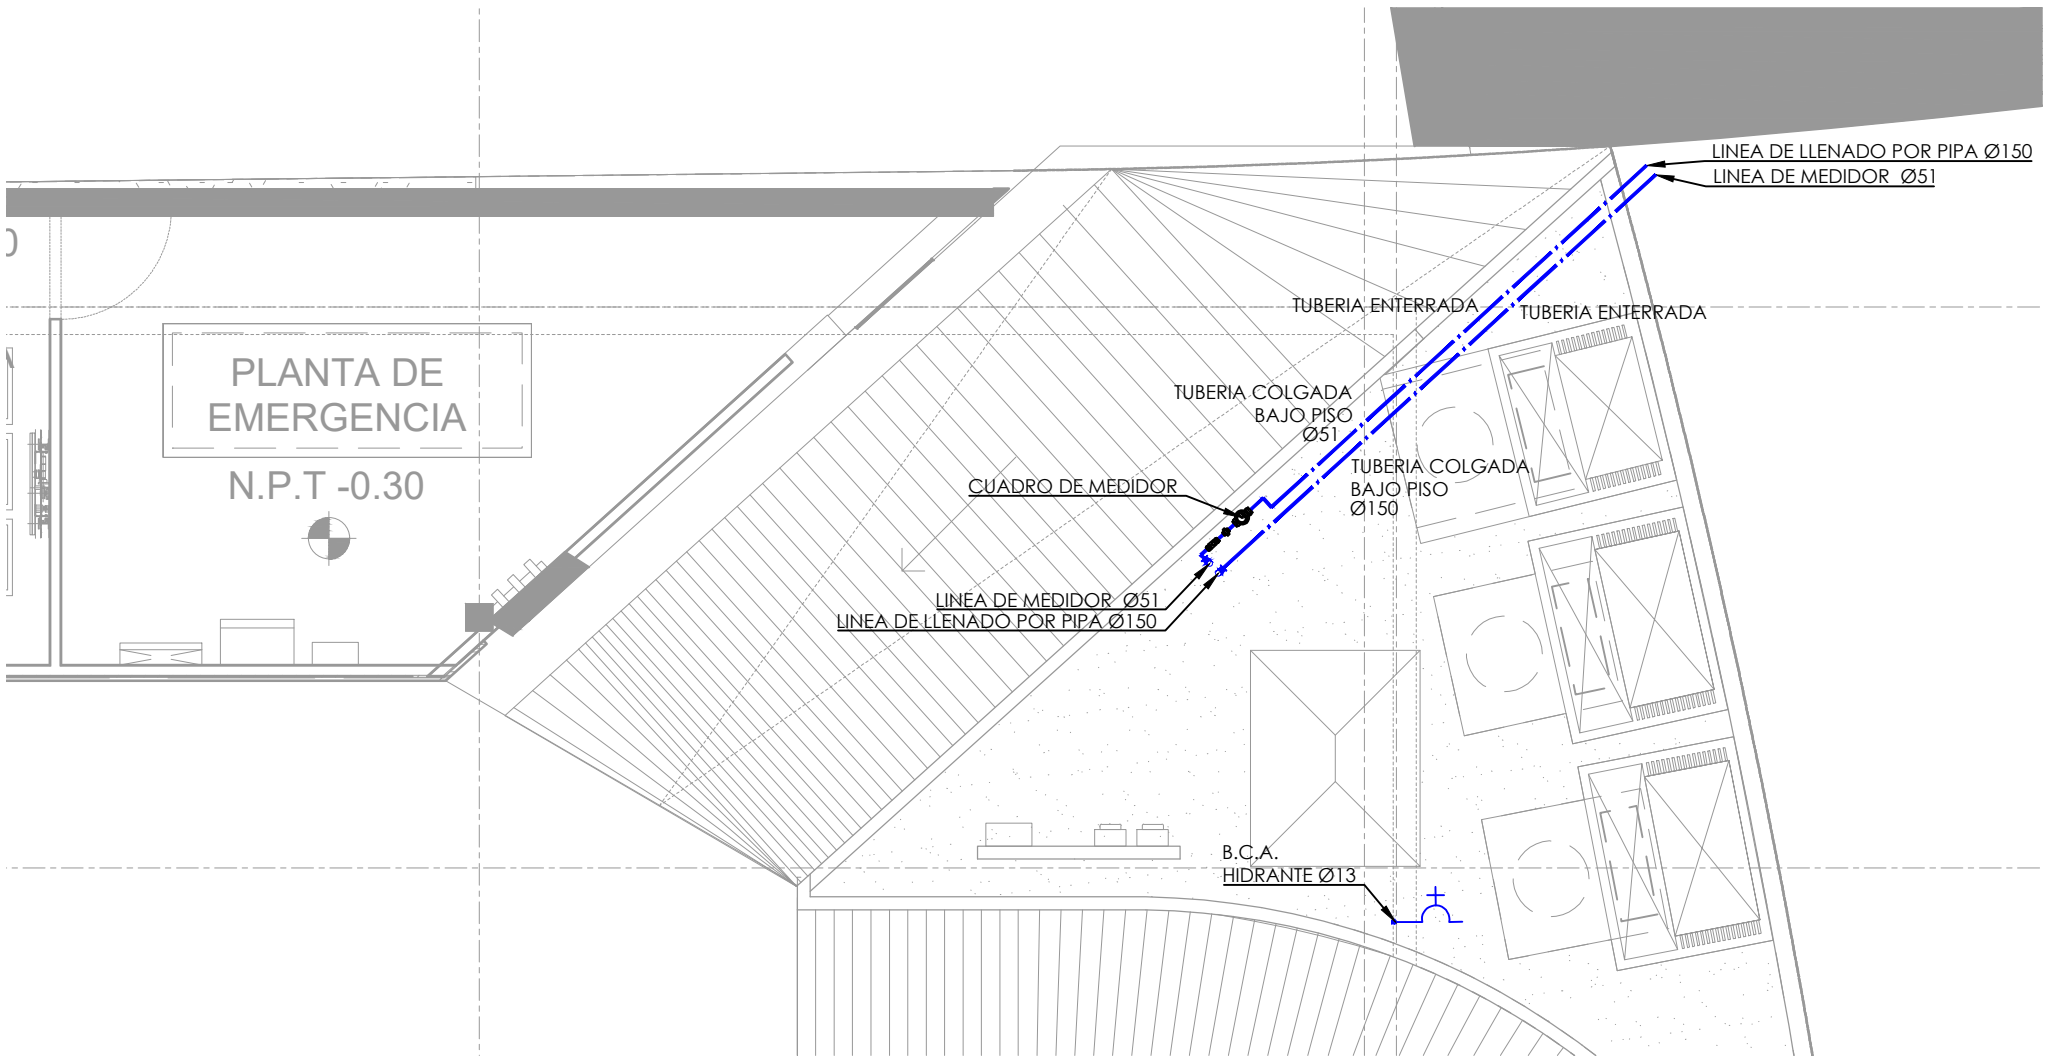 LINEA DE LLENADO POR PIPA Ø150
LINEA DE MEDIDOR Ø51
TUBERIA ENTERRADA
TUBERIA ENTERRADA
PLANTA DE
EMERGENCIA
N.P.T -0.30
TUBERIA COLGADA
BAJO PISO
Ø51
TUBERIA COLGADA
BAJO PISO
Ø150
CUADRO DE MEDIDOR
LINEA DE MEDIDOR Ø51
LINEA DE LLENADO POR PIPA Ø150
B.C.A.
HIDRANTE Ø13